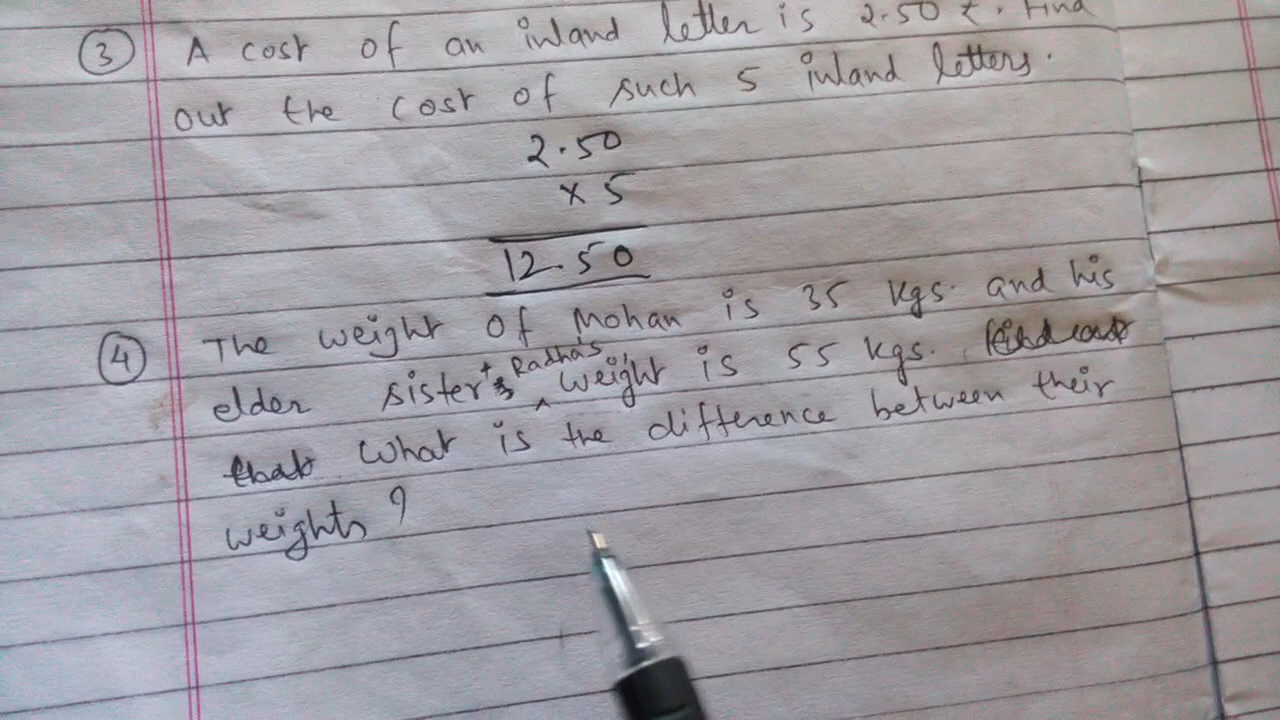 ③ A cost of an inland letter is 2.50 ₹. Find
out the cost of such 5 inland letters.
2.50
× 5
12.50
④ The weight of Mohan is 35 kgs. and his
elder sister Radha's weight is 55 kgs.
What is the difference between their
weights ?